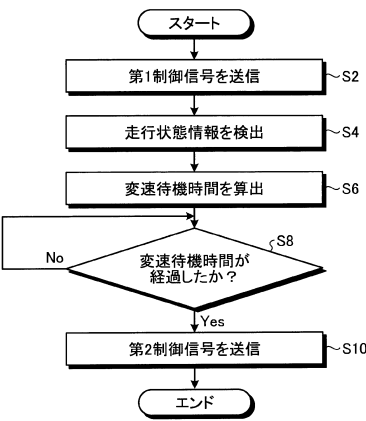 スタート
第1制御信号を送信
S2
走行状態情報を検出
S4
変速待機時間を算出
S6
S8
変速待機時間が
経過したか？
No
Yes
第2制御信号を送信
S10
エンド